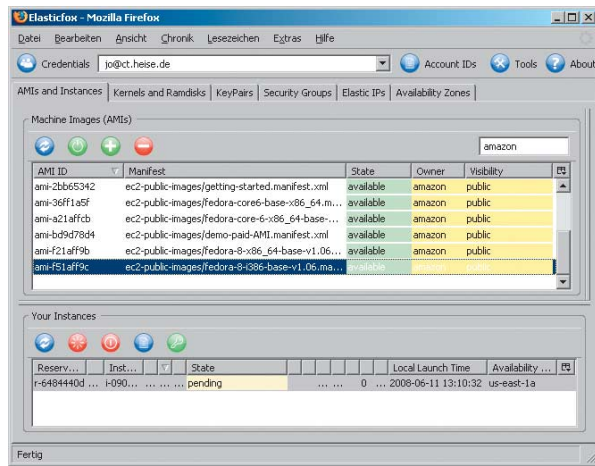 Elasticfox - Mozilla Firefox
Datei Bearbeiten Ansicht Chronik Lesezeichen Extras Hilfe
Credentials jo@ct.heise.de Account IDs Tools About
AMIs and Instances Kernels and Ramdisks KeyPairs Security Groups Elastic IPs Availability Zones
Machine Images (AMIs)
amazon
AMI ID Manifest State Owner Visibility
ami-2bb65342 ec2-public-images/getting-started.manifest.xml available amazon public
ami-36ff1a5f ec2-public-images/fedora-core6-base-x86_64.m... available amazon public
ami-a21affcb ec2-public-images/fedora-core-6-x86_64-base-... available amazon public
ami-bd9d78d4 ec2-public-images/demo-paid-AMI.manifest.xml available amazon public
ami-f21aff9b ec2-public-images/fedora-8-x86_64-base-v1.06... available amazon public
ami-f51aff9c ec2-public-images/fedora-8-i386-base-v1.06.ma... available amazon public
Your Instances
Reserv... Inst... State Local Launch Time Availability ...
r-6484440d ... i-090... ... ... ... pending ... ... 0 ... 2008-06-11 13:10:32 us-east-1a
Fertig